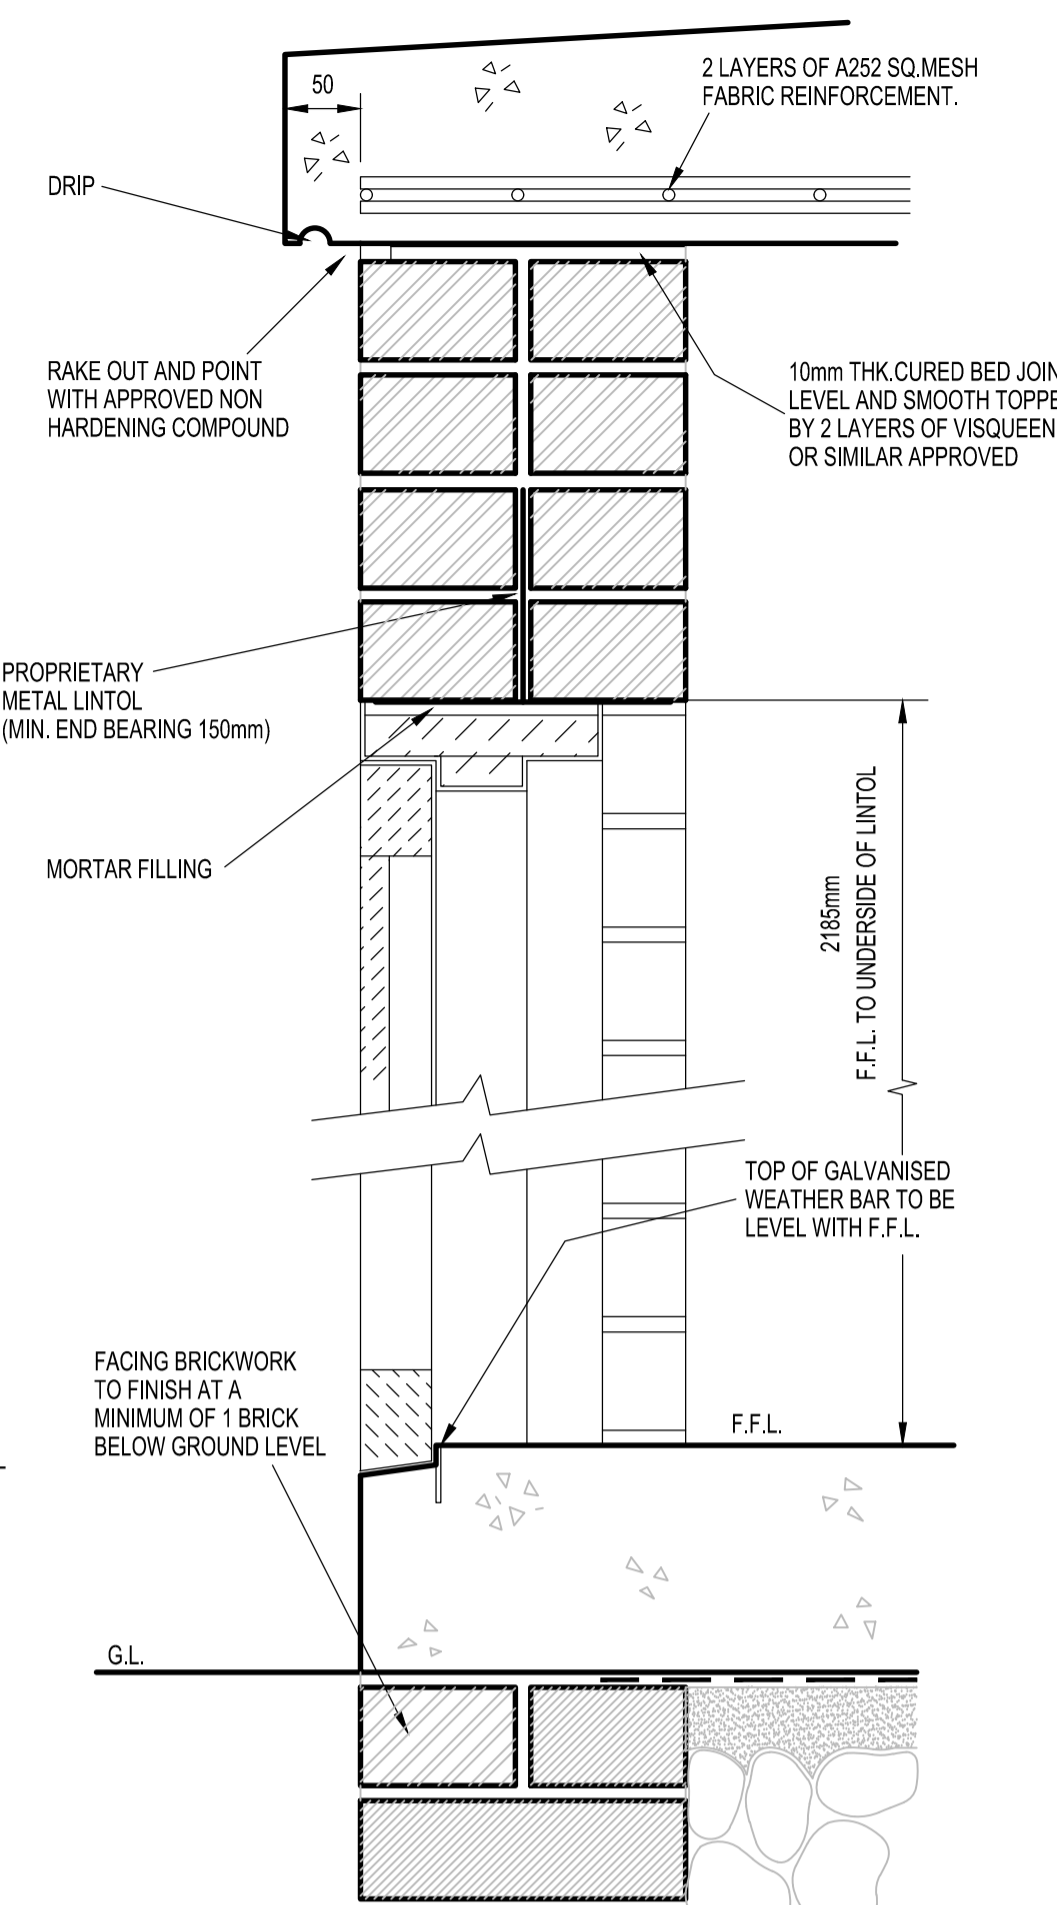 50
2 LAYERS OF A252 SQ.MESH
FABRIC REINFORCEMENT.
DRIP
RAKE OUT AND POINT
WITH APPROVED NON
HARDENING COMPOUND
10mm THK.CURED BED JOIN
LEVEL AND SMOOTH TOPPE
BY 2 LAYERS OF VISQUEEN
OR SIMILAR APPROVED
PROPRIETARY
METAL LINTOL
(MIN. END BEARING 150mm)
MORTAR FILLING
2185mm
F.F.L. TO UNDERSIDE OF LINTOL
TOP OF GALVANISED
WEATHER BAR TO BE
LEVEL WITH F.F.L.
FACING BRICKWORK
TO FINISH AT A
MINIMUM OF 1 BRICK
BELOW GROUND LEVEL
F.F.L.
G.L.